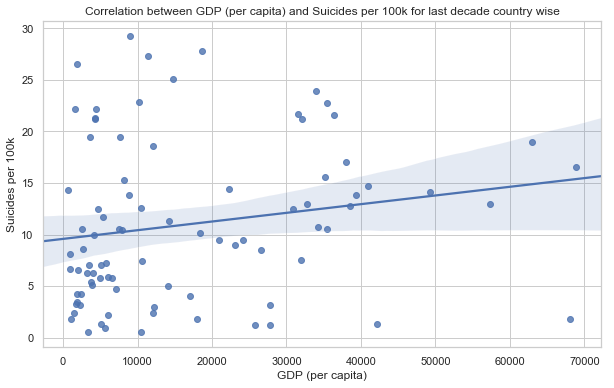 Correlation between GDP (per capita) and Suicides per 100k for last decade country wise
30
25
20
15
10
5
0
Suicides per 100k
0 10000 20000 30000 40000 50000 60000 70000
GDP (per capita)